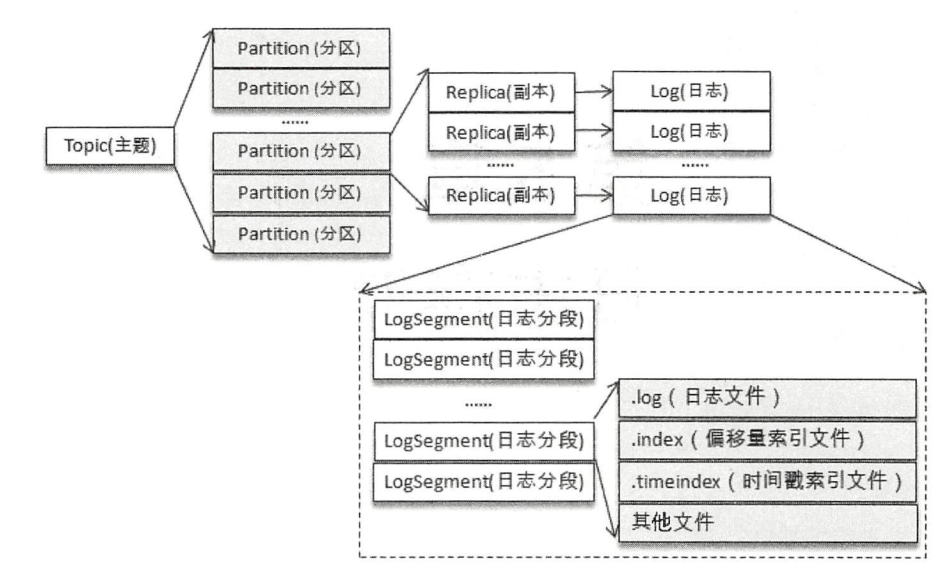 Topic(主题)
Partition (分区)
Partition (分区)
......
Partition (分区)
Partition (分区)
Partition (分区)
Replica(副本)
Replica(副本)
......
Replica(副本)
Log(日志)
Log(日志)
......
Log(日志)
LogSegment(日志分段)
LogSegment(日志分段)
......
LogSegment(日志分段)
LogSegment(日志分段)
.log（日志文件）
.index（偏移量索引文件）
.timeindex（时间戳索引文件）
其他文件